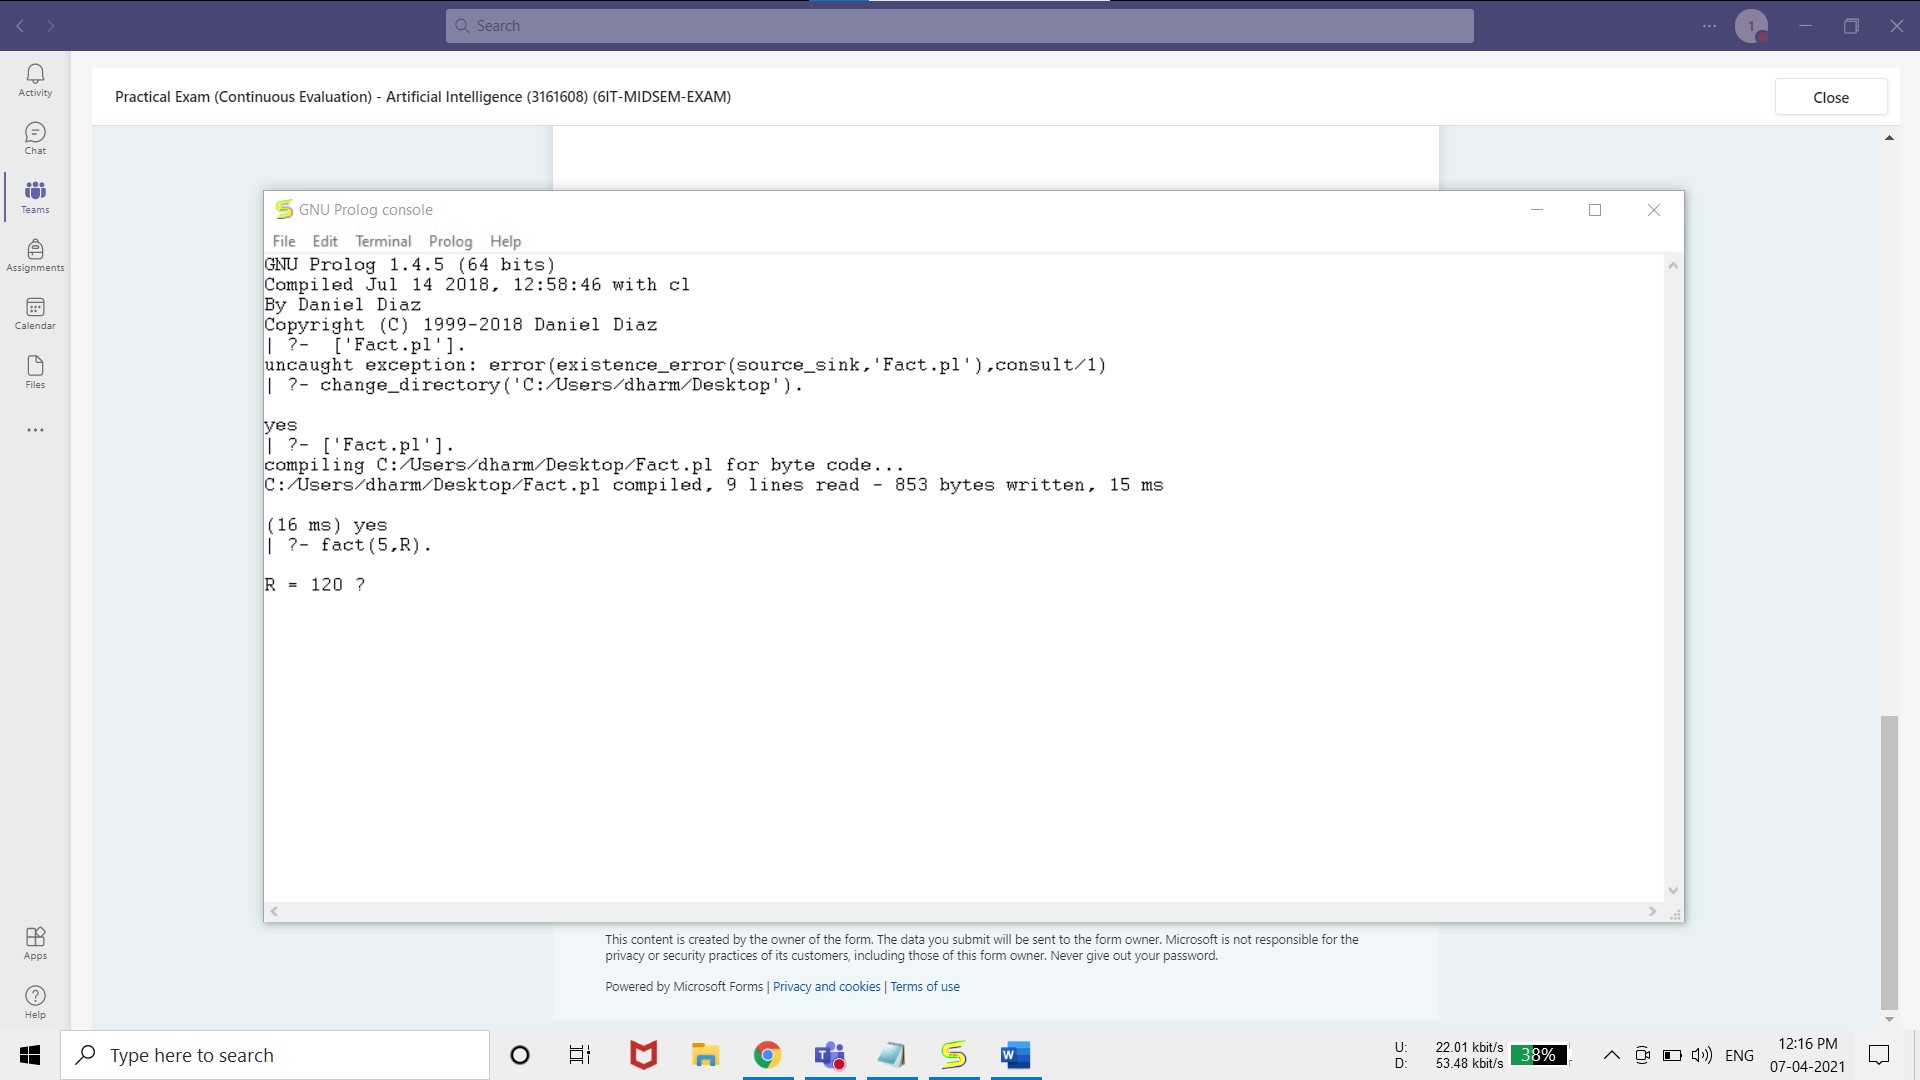 Search
1
Activity
Chat
Teams
Assignments
Calendar
Files
Apps
Help
Practical Exam (Continuous Evaluation) - Artificial Intelligence (3161608) (6IT-MIDSEM-EXAM)
Close
GNU Prolog console
File Edit Terminal Prolog Help
GNU Prolog 1.4.5 (64 bits)
Compiled Jul 14 2018, 12:58:46 with cl
By Daniel Diaz
Copyright (C) 1999-2018 Daniel Diaz
| ?-  ['Fact.pl'].
uncaught exception: error(existence_error(source_sink,'Fact.pl'),consult/1)
| ?- change_directory('C:/Users/dharm/Desktop').
yes
| ?- ['Fact.pl'].
compiling C:/Users/dharm/Desktop/Fact.pl for byte code...
C:/Users/dharm/Desktop/Fact.pl compiled, 9 lines read - 853 bytes written, 15 ms
(16 ms) yes
| ?- fact(5,R).
R = 120 ?
This content is created by the owner of the form. The data you submit will be sent to the form owner. Microsoft is not responsible for the
privacy or security practices of its customers, including those of this form owner. Never give out your password.
Powered by Microsoft Forms | Privacy and cookies | Terms of use
Type here to search
U: 22.01 kbit/s
D: 53.48 kbit/s
38%
ENG
12:16 PM
07-04-2021